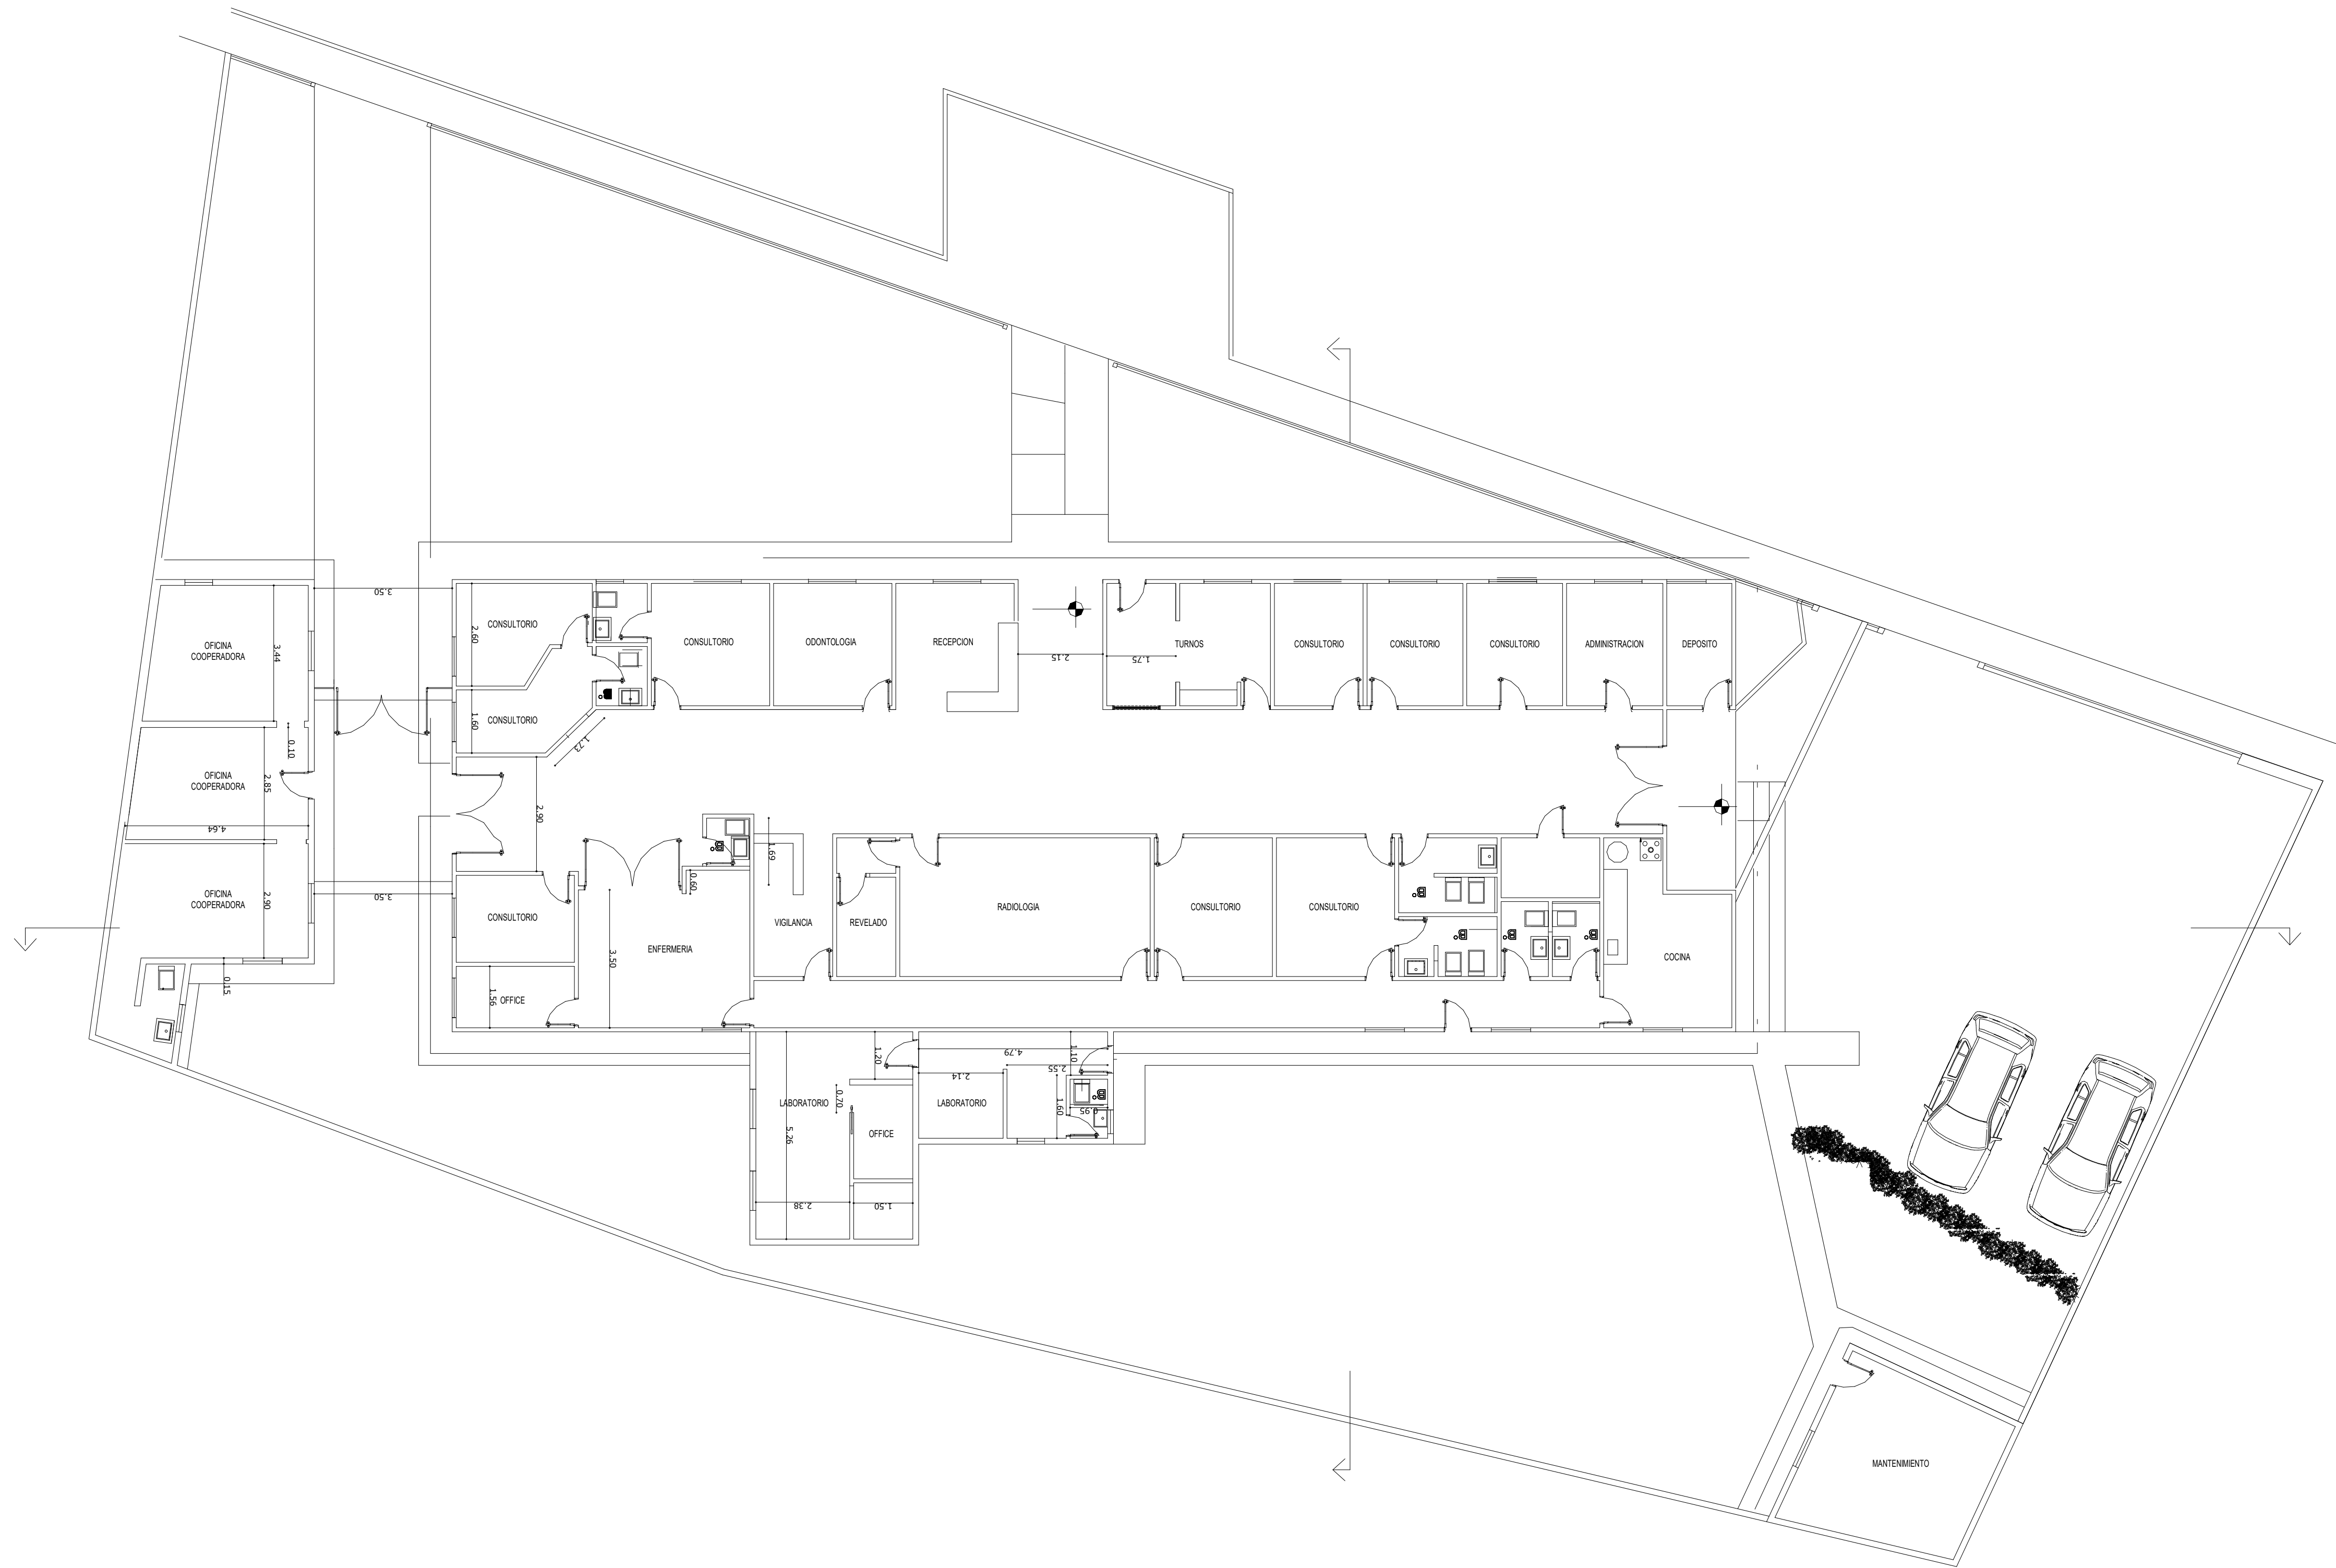 3.50
CONSULTORIO
2.60
OFICINA
COOPERADORA
3.44
CONSULTORIO
ODONTOLOGIA
RECEPCION
2.15
1.75
TURNOS
CONSULTORIO
CONSULTORIO
CONSULTORIO
ADMINISTRACION
DEPOSITO
CONSULTORIO
1.60
1.73
0.10
OFICINA
COOPERADORA
2.85
4.64
2.90
1.69
0.60
OFICINA
COOPERADORA
2.90
3.50
CONSULTORIO
VIGILANCIA
REVELADO
RADIOLOGIA
CONSULTORIO
CONSULTORIO
ENFERMERIA
3.50
COCINA
0.15
1.56
OFFICE
1.20
4.79
1.10
2.55
2.14
LABORATORIO
0.70
LABORATORIO
1.60
0.95
5.26
OFFICE
2.38
1.50
MANTENIMIENTO